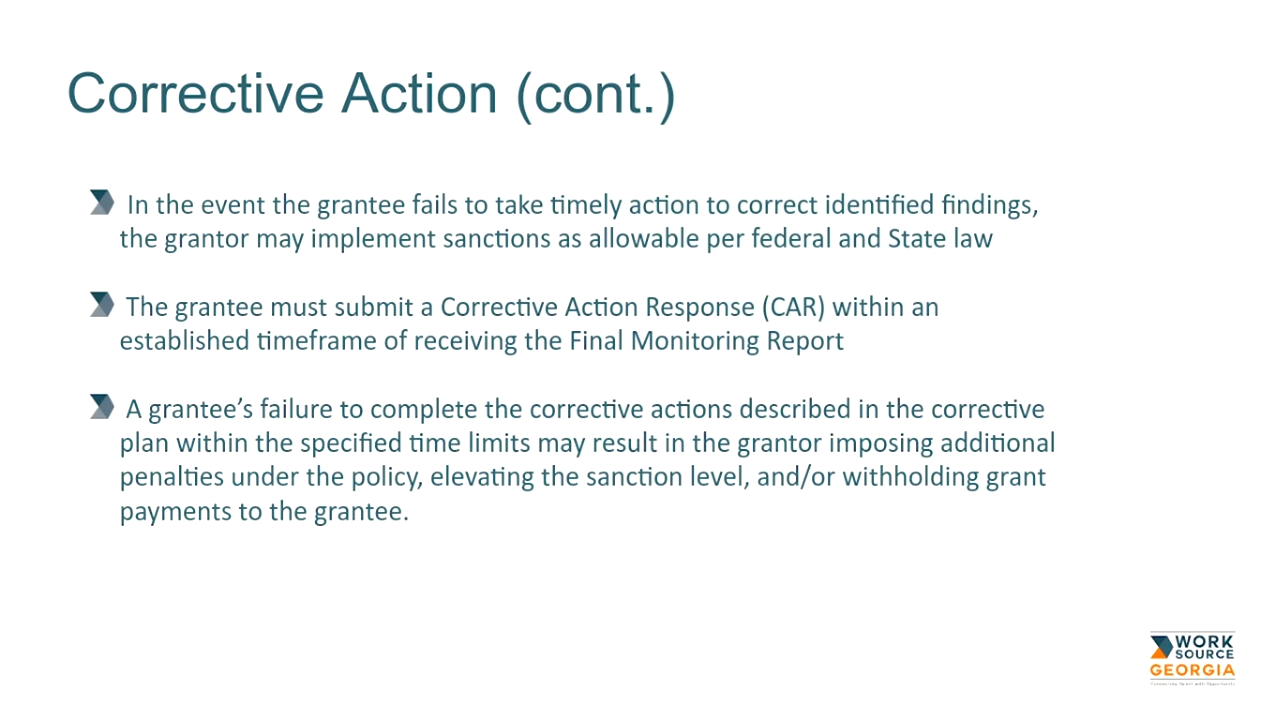 Corrective Action (cont.)
In the event the grantee fails to take timely action to correct identified findings,
the grantor may implement sanctions as allowable per federal and State law
The grantee must submit a Corrective Action Response (CAR) within an
established timeframe of receiving the Final Monitoring Report
A grantee’s failure to complete the corrective actions described in the corrective
plan within the specified time limits may result in the grantor imposing additional
penalties under the policy, elevating the sanction level, and/or withholding grant
payments to the grantee.
WORK
SOURCE
GEORGIA